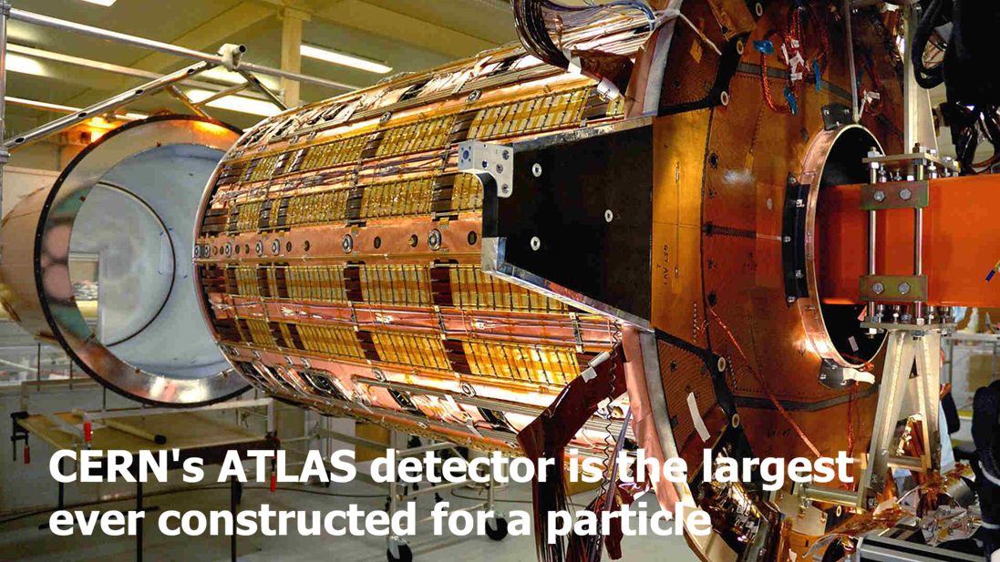 CERN's ATLAS detector is the largest
ever constructed for a particle